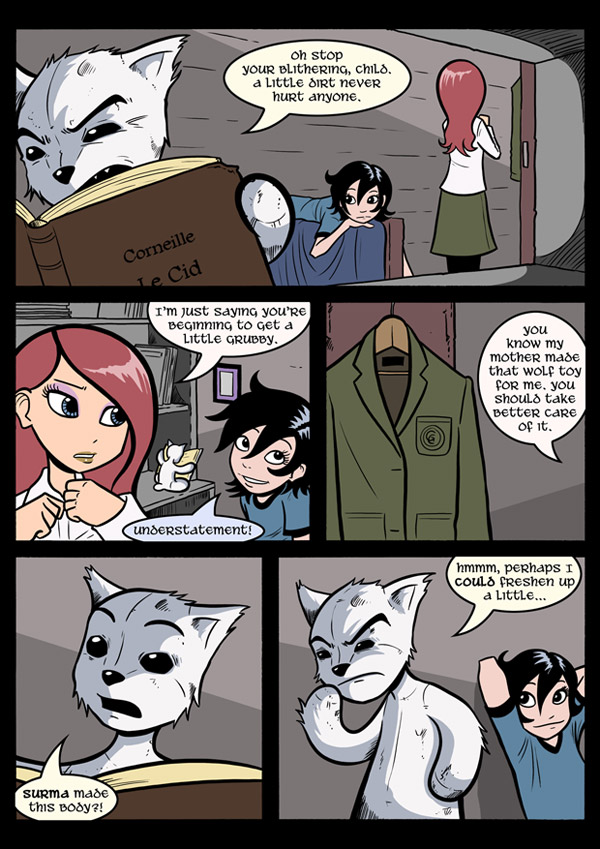 Oh stop
your blithering, child.
A little dirt never
hurt anyone.
Corneille
Le Cid
I'm just saying you're
beginning to get a
little grubby.
understatement!
you
know my
mother made
that wolf toy
for me. you
should take
better care
of it.
G
Surma made
this body?!
hmmm, perhaps I
could freshen up
a little...